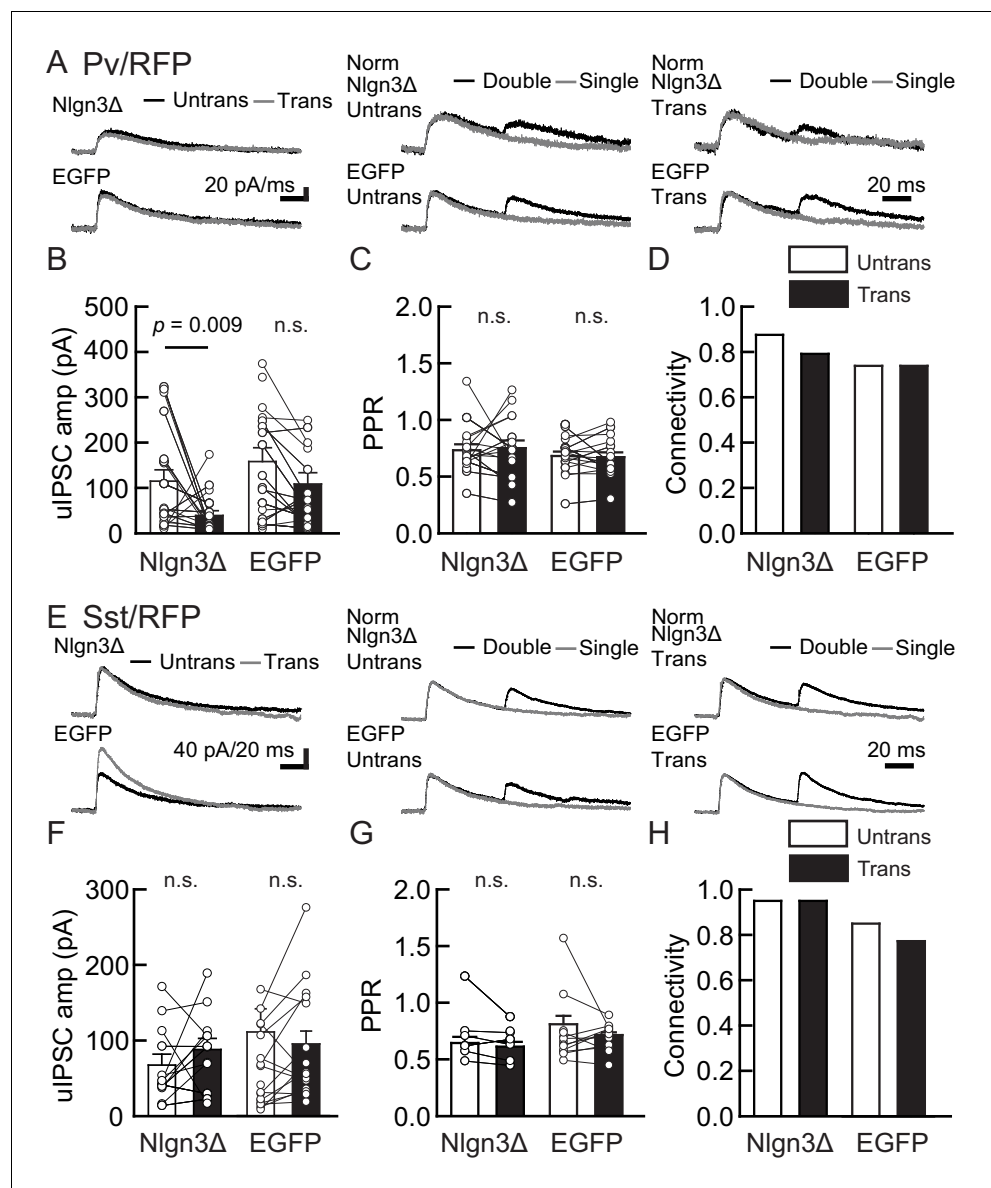 A Pv/RFP
Nlgn3Δ Untrans Trans
EGFP
20 pA/ms
Norm
Nlgn3Δ
Untrans
Double Single
EGFP
Untrans
Norm
Nlgn3Δ
Trans
Double Single
EGFP
Trans
20 ms
B
uIPSC amp (pA)
500
400
300
200
100
0
p = 0.009
n.s.
Nlgn3Δ EGFP
C
PPR
2.0
1.5
1.0
0.5
0.0
n.s. n.s.
Nlgn3Δ EGFP
D
Untrans
Trans
Connectivity
1.0
0.8
0.6
0.4
0.2
0.0
Nlgn3Δ EGFP
E Sst/RFP
Nlgn3Δ Untrans Trans
EGFP
40 pA/20 ms
Norm
Nlgn3Δ
Untrans
Double Single
EGFP
Untrans
Norm
Nlgn3Δ
Trans
Double Single
EGFP
Trans
20 ms
F
uIPSC amp (pA)
300
200
100
0
n.s. n.s.
Nlgn3Δ EGFP
G
PPR
2.0
1.5
1.0
0.5
0.0
n.s. n.s.
Nlgn3Δ EGFP
H
Untrans
Trans
Connectivity
1.0
0.8
0.6
0.4
0.2
0.0
Nlgn3Δ EGFP